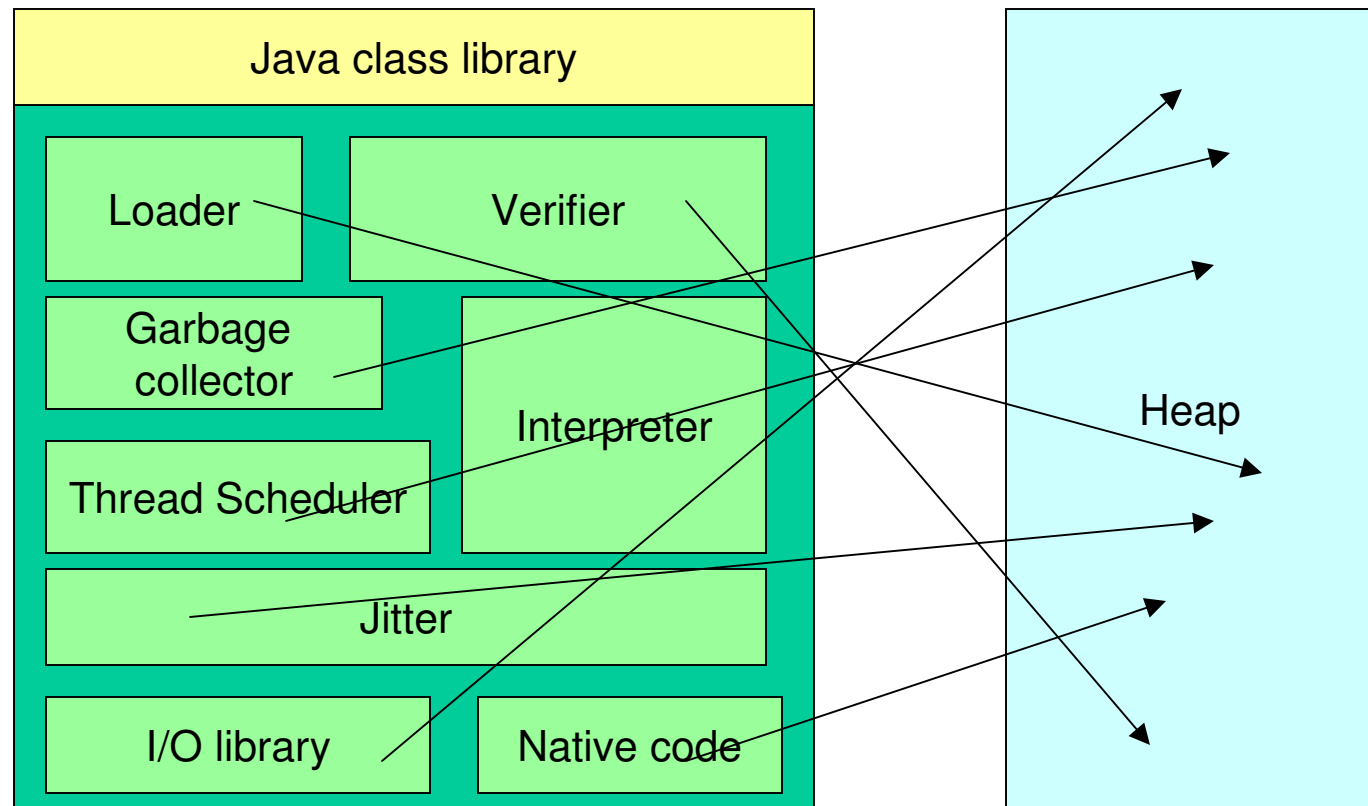 Java class library
Loader
Verifier
Garbage
collector
Interpreter
Heap
Thread Scheduler
Jitter
I/O library
Native code